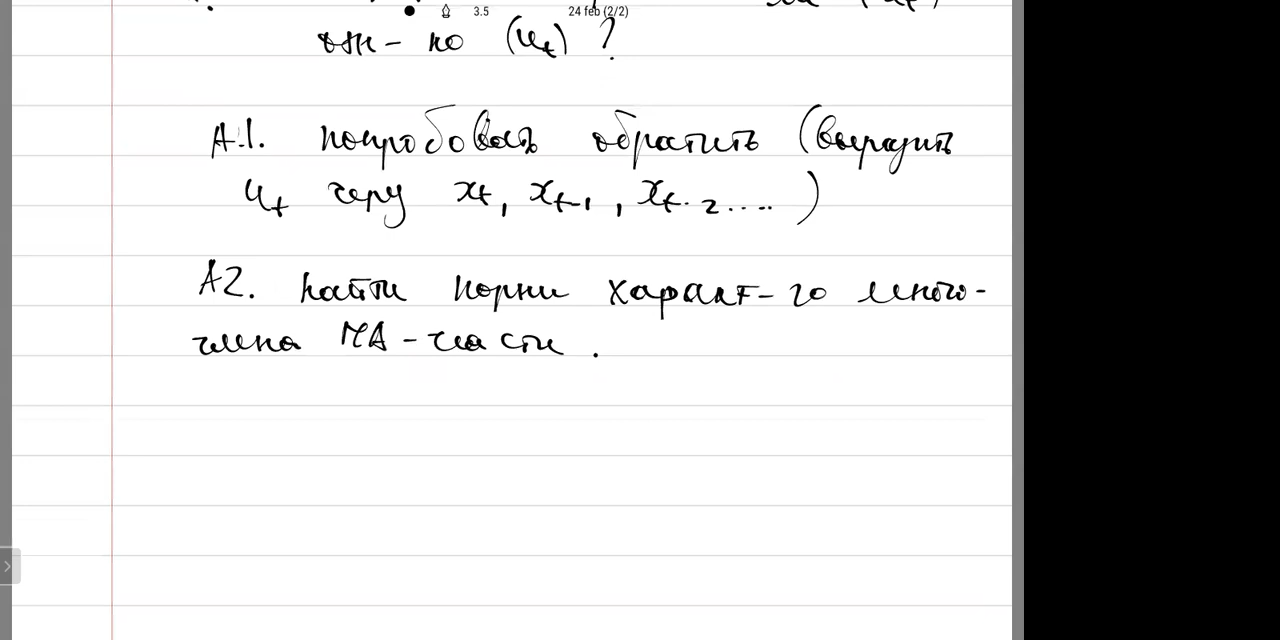 3.5 24 feb (2/2)
отн-но (u_t) ?
A1. попробовать обратить (выразить
u_t через x_t, x_{t-1}, x_{t-2} .... )
A2. найти корни характ-го много-
члена MA-части.